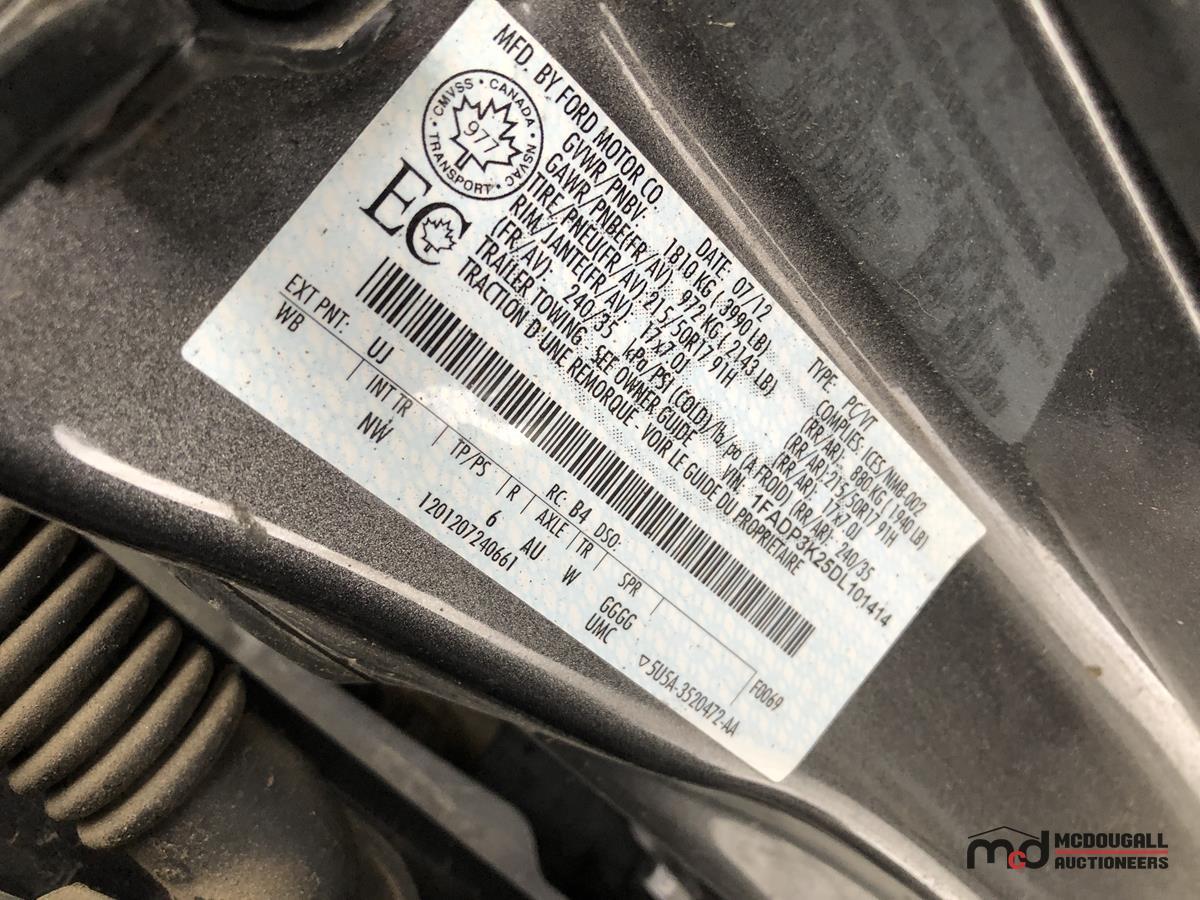 MFD. BY FORD MOTOR CO.
DATE: 07/12
TYPE: PC/VT
GVWR/PNBV: 1810 KG ( 3990 LB)
COMPLIES: ICES/NMB-002
GAWR/PNBE(FR/AV): 972 KG ( 2143 LB)
(RR/AR): 880 KG ( 1940 LB)
TIRE/PNEU(FR/AV): 215/50R17 91H
(RR/AR): 215/50R17 91H
RIM/JANTE(FR/AV): 17x7.0J
(RR/AR): 17x7.0J
(FR/AV): 240/35 kPa/PSI (COLD)/lb/po (A FROID) (RR/AR): 240/35
TRAILER TOWING - SEE OWNER GUIDE
VIN: 1FADP3K25DL101414
TRACTION D'UNE REMORQUE - VOIR LE GUIDE DU PROPRIETAIRE
CMVSS · CANADA · NSVAC · TRANSPORT ·
977
EC
EXT PNT: UJ RC: B4 DSO: F0069
WB INT TR TP/PS R AXLE TR SPR
NW 6 AU W GGGG
1201207240661 UMC
▽5U5A-3520472-AA
mcd MCDOUGALL
AUCTIONEERS